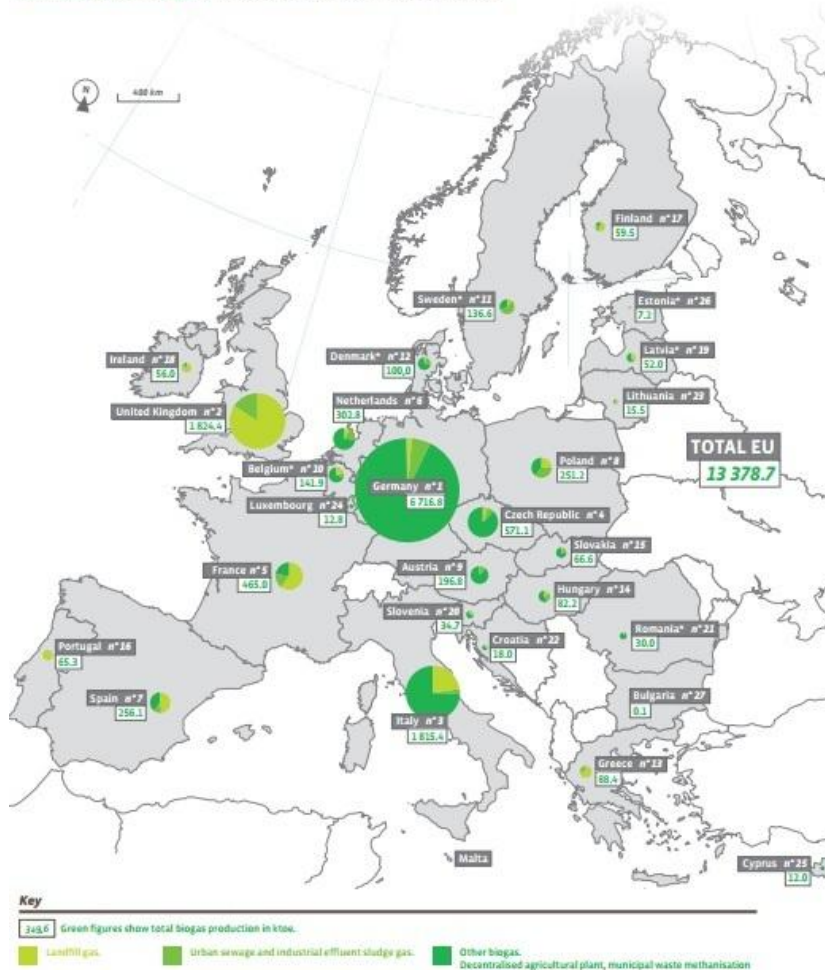 N
400 km
Finland n°17
59.5
Sweden* n°11
136.6
Estonia* n°26
7.2
Ireland n°18
56.0
Denmark* n°12
100,0
Latvia* n°19
52.0
Netherlands n°6
302.8
Lithuania n°23
15.5
United Kingdom n°2
1 824.4
TOTAL EU
13 378.7
Belgium* n°10
141.9
Germany n°1
6 716.8
Poland n°8
251.2
Luxembourg n°24
12.8
Czech Republic n°4
571.1
Slovakia n°15
66.6
France n°5
465.0
Austria n°9
196.8
Hungary n°14
82.2
Slovenia n°20
34.7
Croatia n°22
18.0
Romania* n°21
30.0
Portugal n°16
65.3
Spain n°7
256.1
Bulgaria n°27
0.1
Italy n°3
1 815.4
Greece n°13
88.4
Malta
Cyprus n°25
12.0
Key
349,6 Green figures show total biogas production in ktoe.
Landfill gas.
Urban sewage and industrial effluent sludge gas.
Other biogas.
Decentralised agricultural plant, municipal waste methanisation